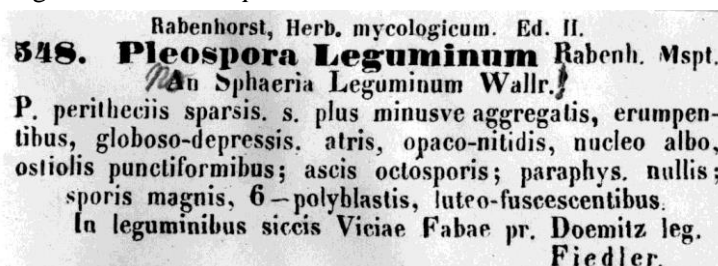 Rabenhorst, Herb. mycologicum. Ed. II.
548. Pleospora Leguminum Rabenh. Mspt.
An Sphaeria Leguminum Wallr.!
P. peritheciis sparsis. s. plus minusve aggregatis, erumpen-
tibus, globoso-depressis. atris, opaco-nitidis, nucleo albo,
ostiolis punctiformibus; ascis octosporis; paraphys. nullis;
sporis magnis, 6—polyblastis, luteo-fuscescentibus.
In leguminibus siccis Viciae Fabae pr. Doemitz leg.
Fiedler.